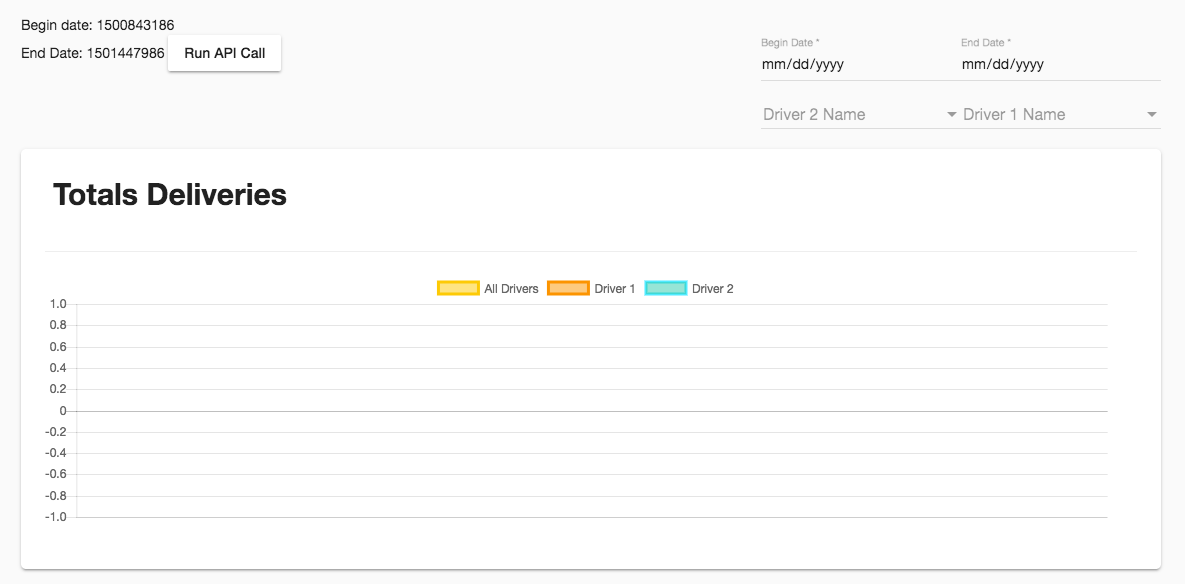 Begin date: 1500843186
End Date: 1501447986 Run API Call
Begin Date * End Date *
mm/dd/yyyy mm/dd/yyyy
Driver 2 Name Driver 1 Name
Totals Deliveries
All Drivers Driver 1 Driver 2
1.0
0.8
0.6
0.4
0.2
0
-0.2
-0.4
-0.6
-0.8
-1.0